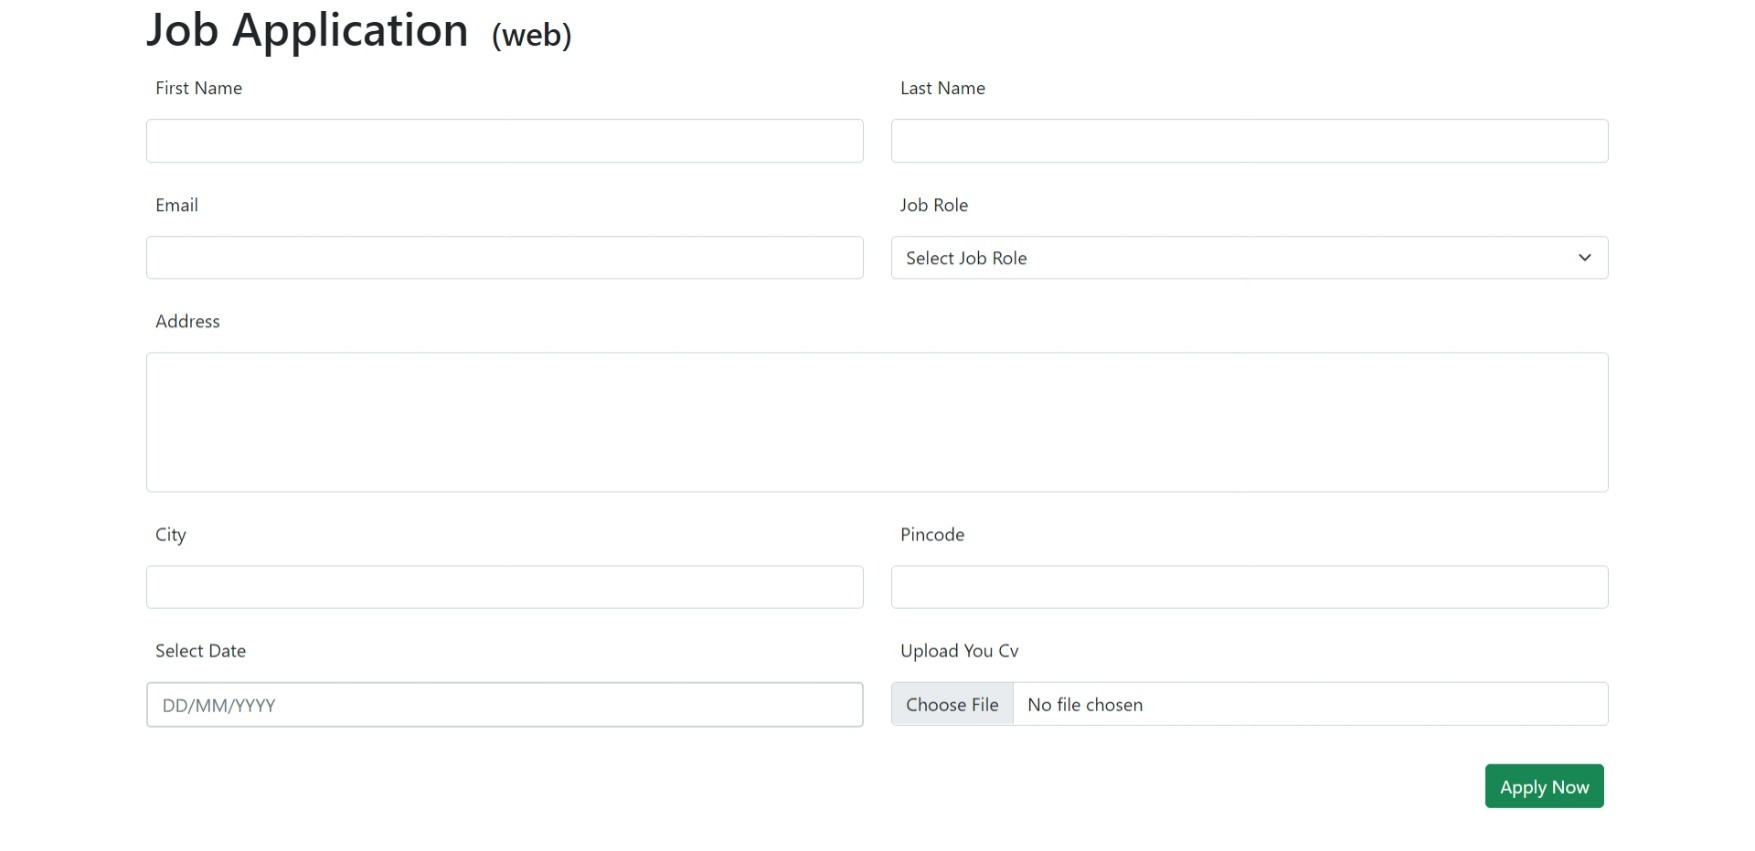 Job Application (web)
First Name
Last Name
Email
Job Role
Select Job Role
Address
City
Pincode
Select Date
Upload You Cv
DD/MM/YYYY
Choose File
No file chosen
Apply Now